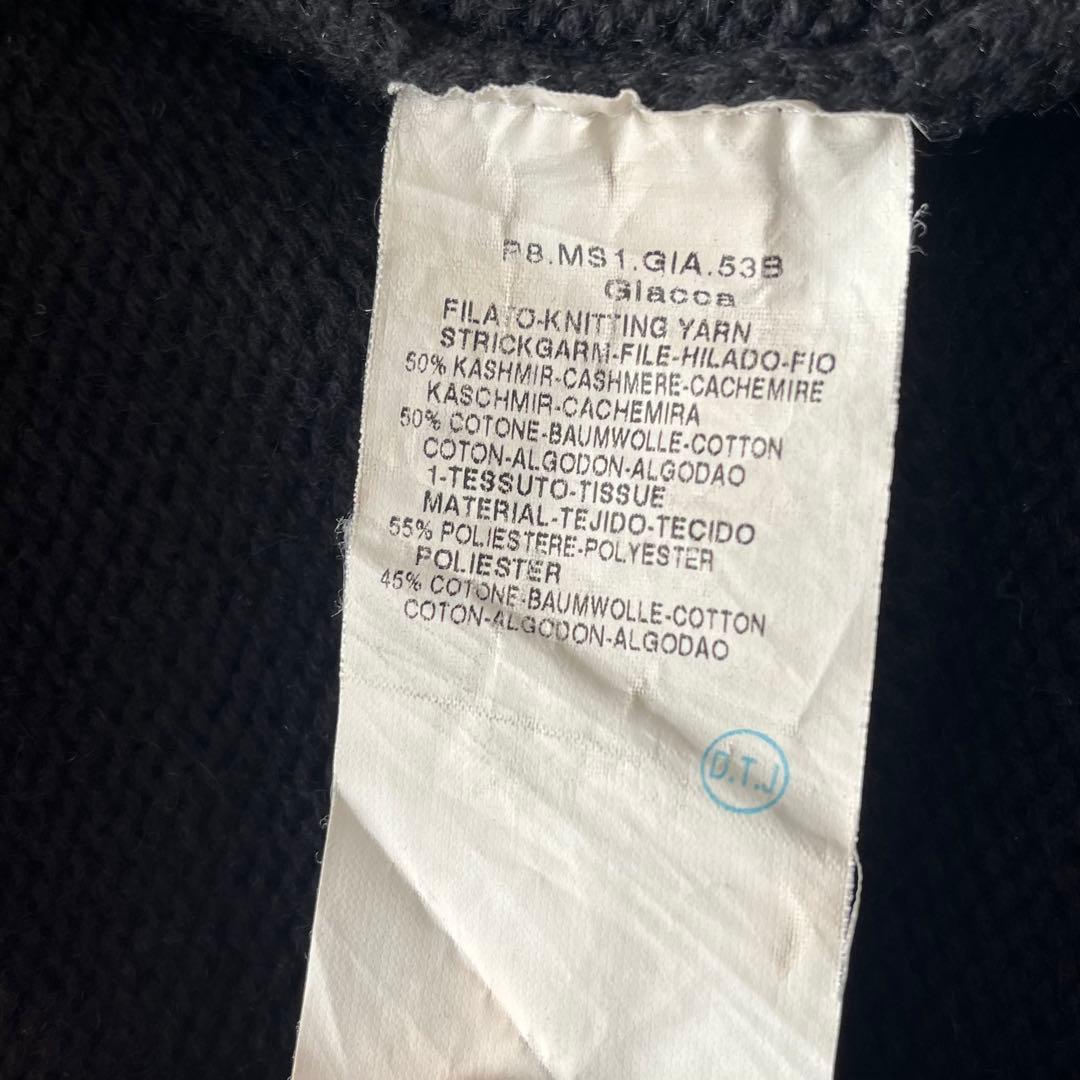 P8.MS1.GIA.53B
Giacca
FILATO-KNITTING YARN
STRICKGARM-FILE-HILADO-FIO
50% KASHMIR-CASHMERE-CACHEMIRE
KASCHMIR-CACHEMIRA
50% COTONE-BAUMWOLLE-COTTON
COTON-ALGODON-ALGODAO
1-TESSUTO-TISSUE
MATERIAL-TEJIDO-TECIDO
55% POLIESTERE-POLYESTER
POLIESTER
45% COTONE-BAUMWOLLE-COTTON
COTON-ALGODON-ALGODAO
D.T.J